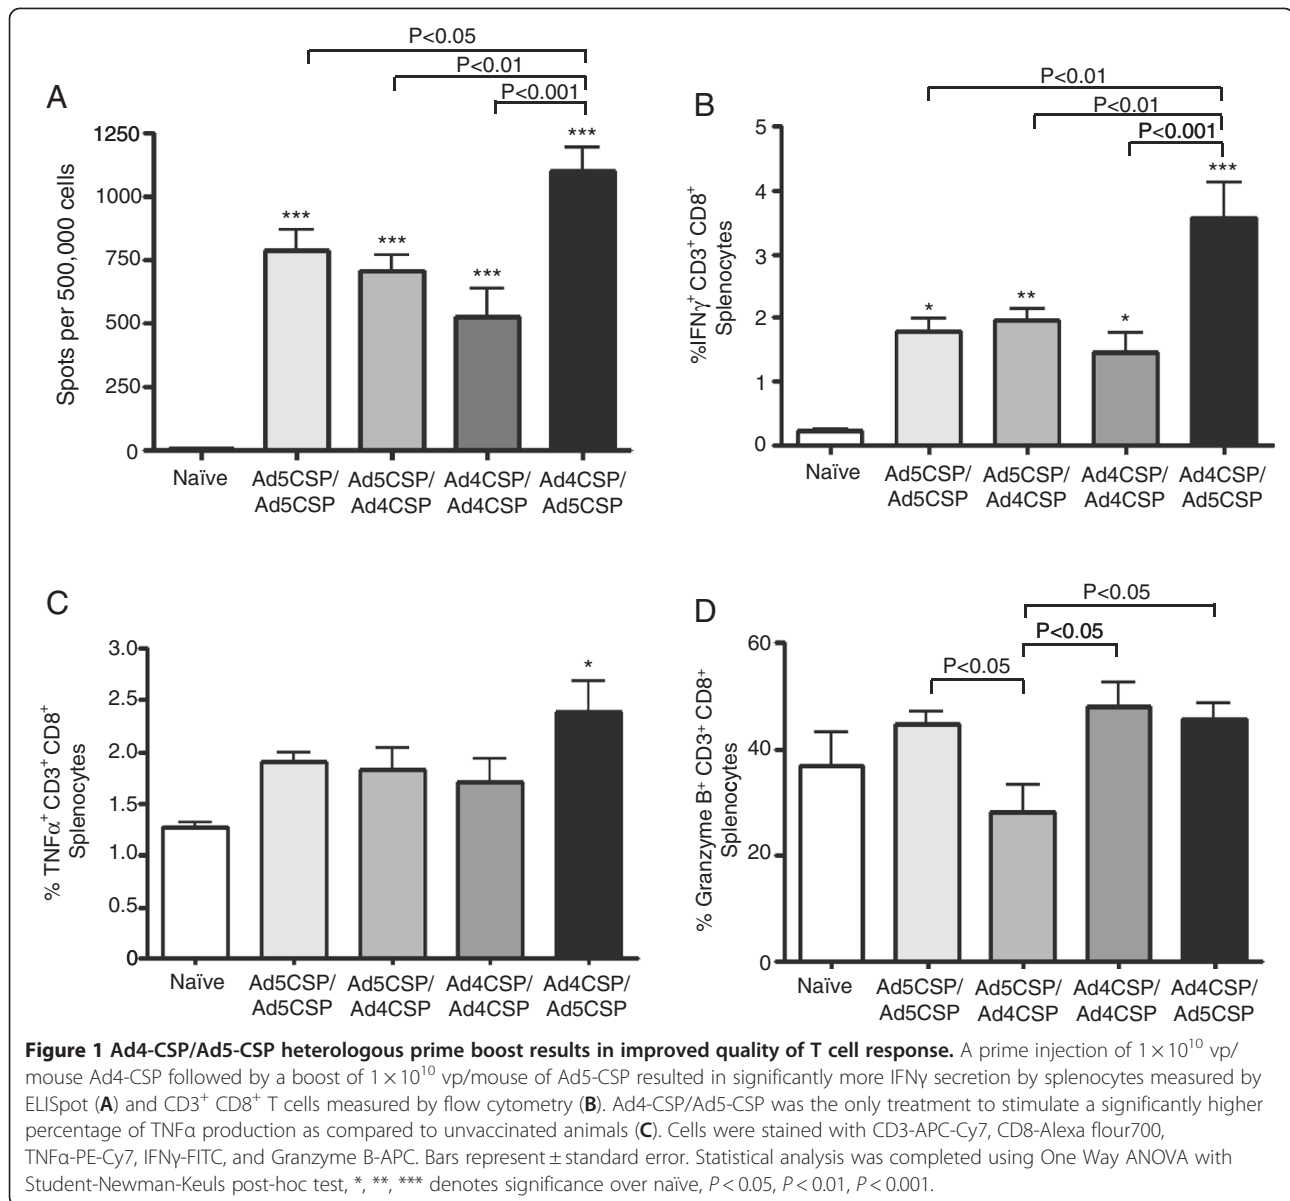 A
P<0.05
P<0.01
P<0.001
Spots per 500,000 cells
1250
1000
750
500
250
0
***
***
***
***
Naïve
Ad5CSP/
Ad5CSP
Ad5CSP/
Ad4CSP
Ad4CSP/
Ad4CSP
Ad4CSP/
Ad5CSP
B
P<0.01
P<0.01
P<0.001
%IFNγ⁺ CD3⁺ CD8⁺
Splenocytes
5
4
3
2
1
0
*
**
*
***
Naïve
Ad5CSP/
Ad5CSP
Ad5CSP/
Ad4CSP
Ad4CSP/
Ad4CSP
Ad4CSP/
Ad5CSP
C
% TNFα⁺ CD3⁺ CD8⁺
Splenocytes
3.0
2.5
2.0
1.5
1.0
0.5
0
*
Naïve
Ad5CSP/
Ad5CSP
Ad5CSP/
Ad4CSP
Ad4CSP/
Ad4CSP
Ad4CSP/
Ad5CSP
D
P<0.05
P<0.05
P<0.05
% Granzyme B⁺ CD3⁺ CD8⁺
Splenocytes
60
40
20
0
Naïve
Ad5CSP/
Ad5CSP
Ad5CSP/
Ad4CSP
Ad4CSP/
Ad4CSP
Ad4CSP/
Ad5CSP
Figure 1 Ad4-CSP/Ad5-CSP heterologous prime boost results in improved quality of T cell response. A prime injection of 1 × 10¹⁰ vp/
mouse Ad4-CSP followed by a boost of 1 × 10¹⁰ vp/mouse of Ad5-CSP resulted in significantly more IFNγ secretion by splenocytes measured by
ELISpot (A) and CD3⁺ CD8⁺ T cells measured by flow cytometry (B). Ad4-CSP/Ad5-CSP was the only treatment to stimulate a significantly higher
percentage of TNFα production as compared to unvaccinated animals (C). Cells were stained with CD3-APC-Cy7, CD8-Alexa flour700,
TNFα-PE-Cy7, IFNγ-FITC, and Granzyme B-APC. Bars represent ± standard error. Statistical analysis was completed using One Way ANOVA with
Student-Newman-Keuls post-hoc test, *, **, *** denotes significance over naïve, P < 0.05, P < 0.01, P < 0.001.